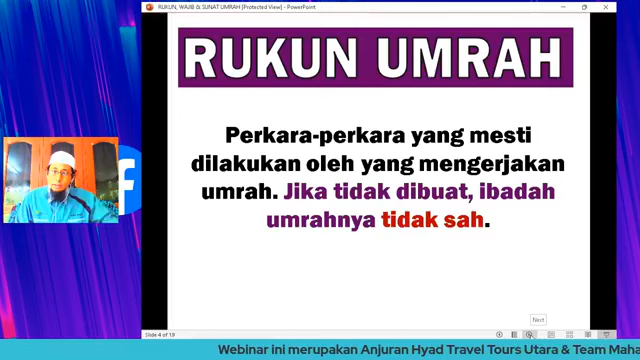 RUKUN, WAJIB & SUNAT UMRAH [Protected View] - PowerPoint
RUKUN UMRAH
Perkara-perkara yang mesti
dilakukan oleh yang mengerjakan
umrah. Jika tidak dibuat, ibadah
umrahnya tidak sah.
Next
Slide 4 of 19
Webinar ini merupakan Anjuran Hyad Travel Tours Utara & Team Maha